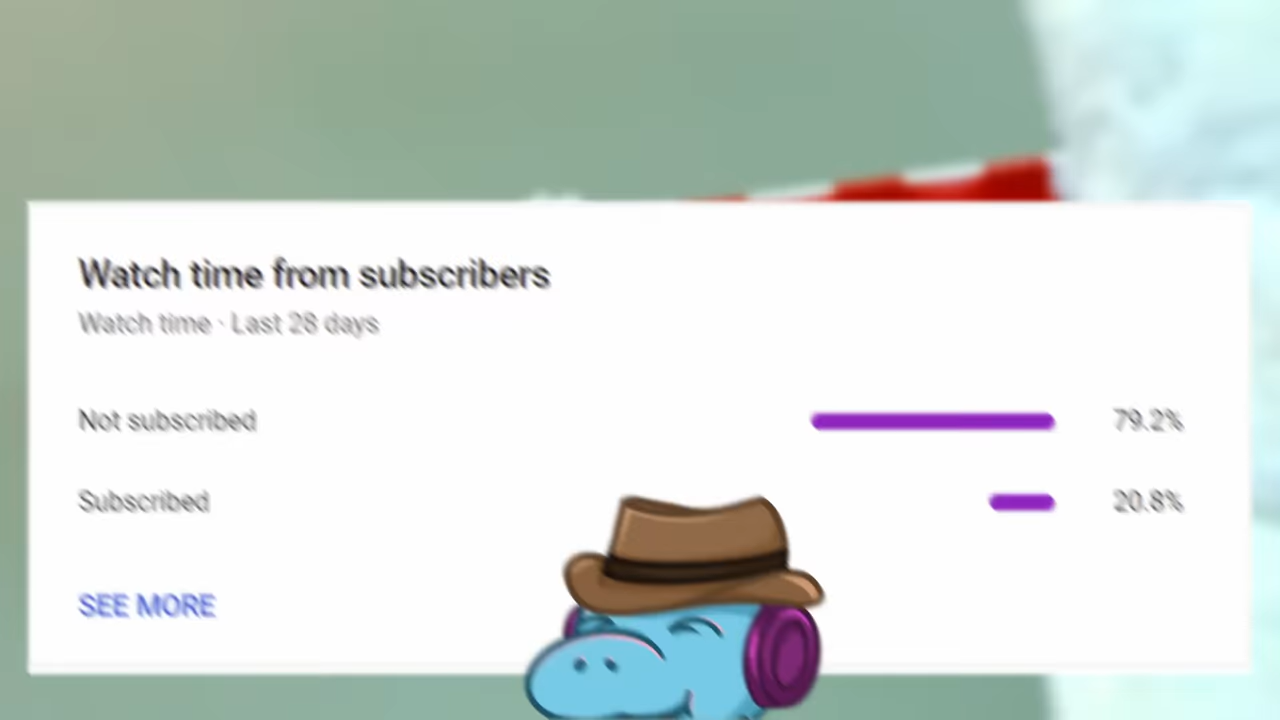 Watch time from subscribers
Watch time · Last 28 days
Not subscribed 79.2%
Subscribed 20.8%
SEE MORE